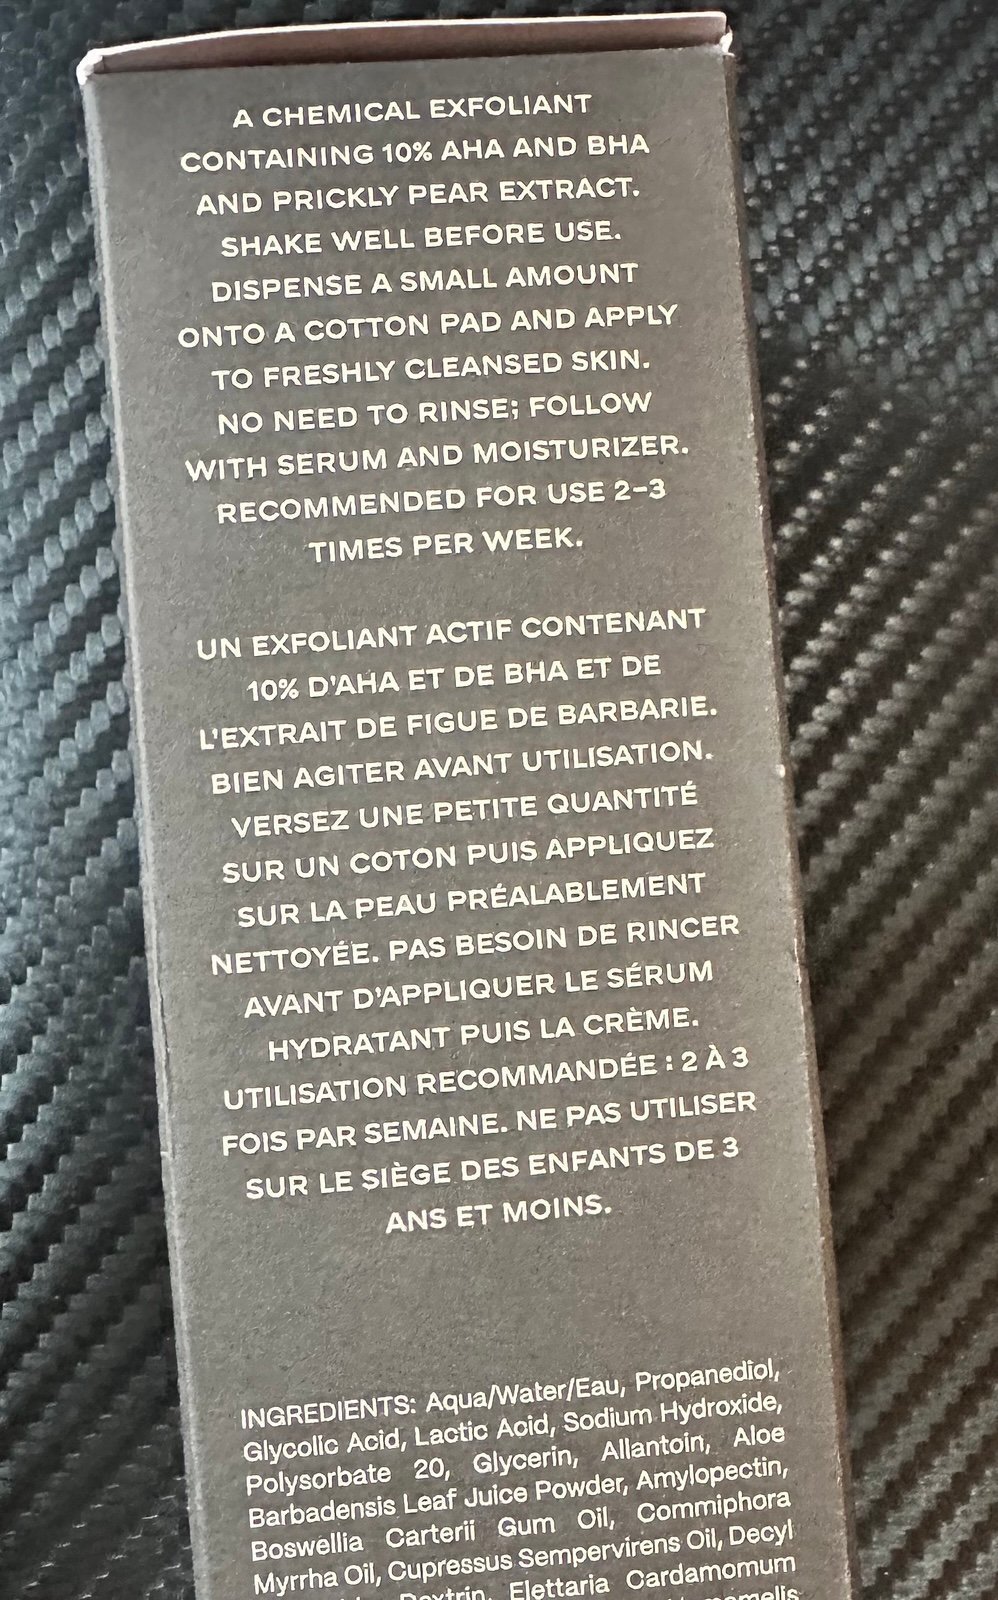 A CHEMICAL EXFOLIANT
CONTAINING 10% AHA AND BHA
AND PRICKLY PEAR EXTRACT.
SHAKE WELL BEFORE USE.
DISPENSE A SMALL AMOUNT
ONTO A COTTON PAD AND APPLY
TO FRESHLY CLEANSED SKIN.
NO NEED TO RINSE; FOLLOW
WITH SERUM AND MOISTURIZER.
RECOMMENDED FOR USE 2-3
TIMES PER WEEK.
UN EXFOLIANT ACTIF CONTENANT
10% D'AHA ET DE BHA ET DE
L'EXTRAIT DE FIGUE DE BARBARIE.
BIEN AGITER AVANT UTILISATION.
VERSEZ UNE PETITE QUANTITÉ
SUR UN COTON PUIS APPLIQUEZ
SUR LA PEAU PRÉALABLEMENT
NETTOYÉE. PAS BESOIN DE RINCER
AVANT D'APPLIQUER LE SÉRUM
HYDRATANT PUIS LA CRÈME.
UTILISATION RECOMMANDÉE : 2 À 3
FOIS PAR SEMAINE. NE PAS UTILISER
SUR LE SIÈGE DES ENFANTS DE 3
ANS ET MOINS.
INGREDIENTS: Aqua/Water/Eau, Propanediol,
Glycolic Acid, Lactic Acid, Sodium Hydroxide,
Polysorbate 20, Glycerin, Allantoin, Aloe
Barbadensis Leaf Juice Powder, Amylopectin,
Boswellia Carterii Gum Oil, Commiphora
Myrrha Oil, Cupressus Sempervirens Oil, Decyl
Dextrin, Elettaria Cardamomum